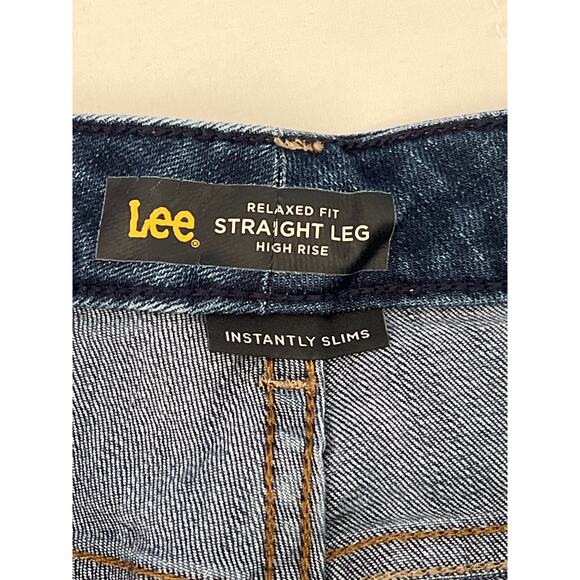 Lee®
RELAXED FIT
STRAIGHT LEG
HIGH RISE
INSTANTLY SLIMS